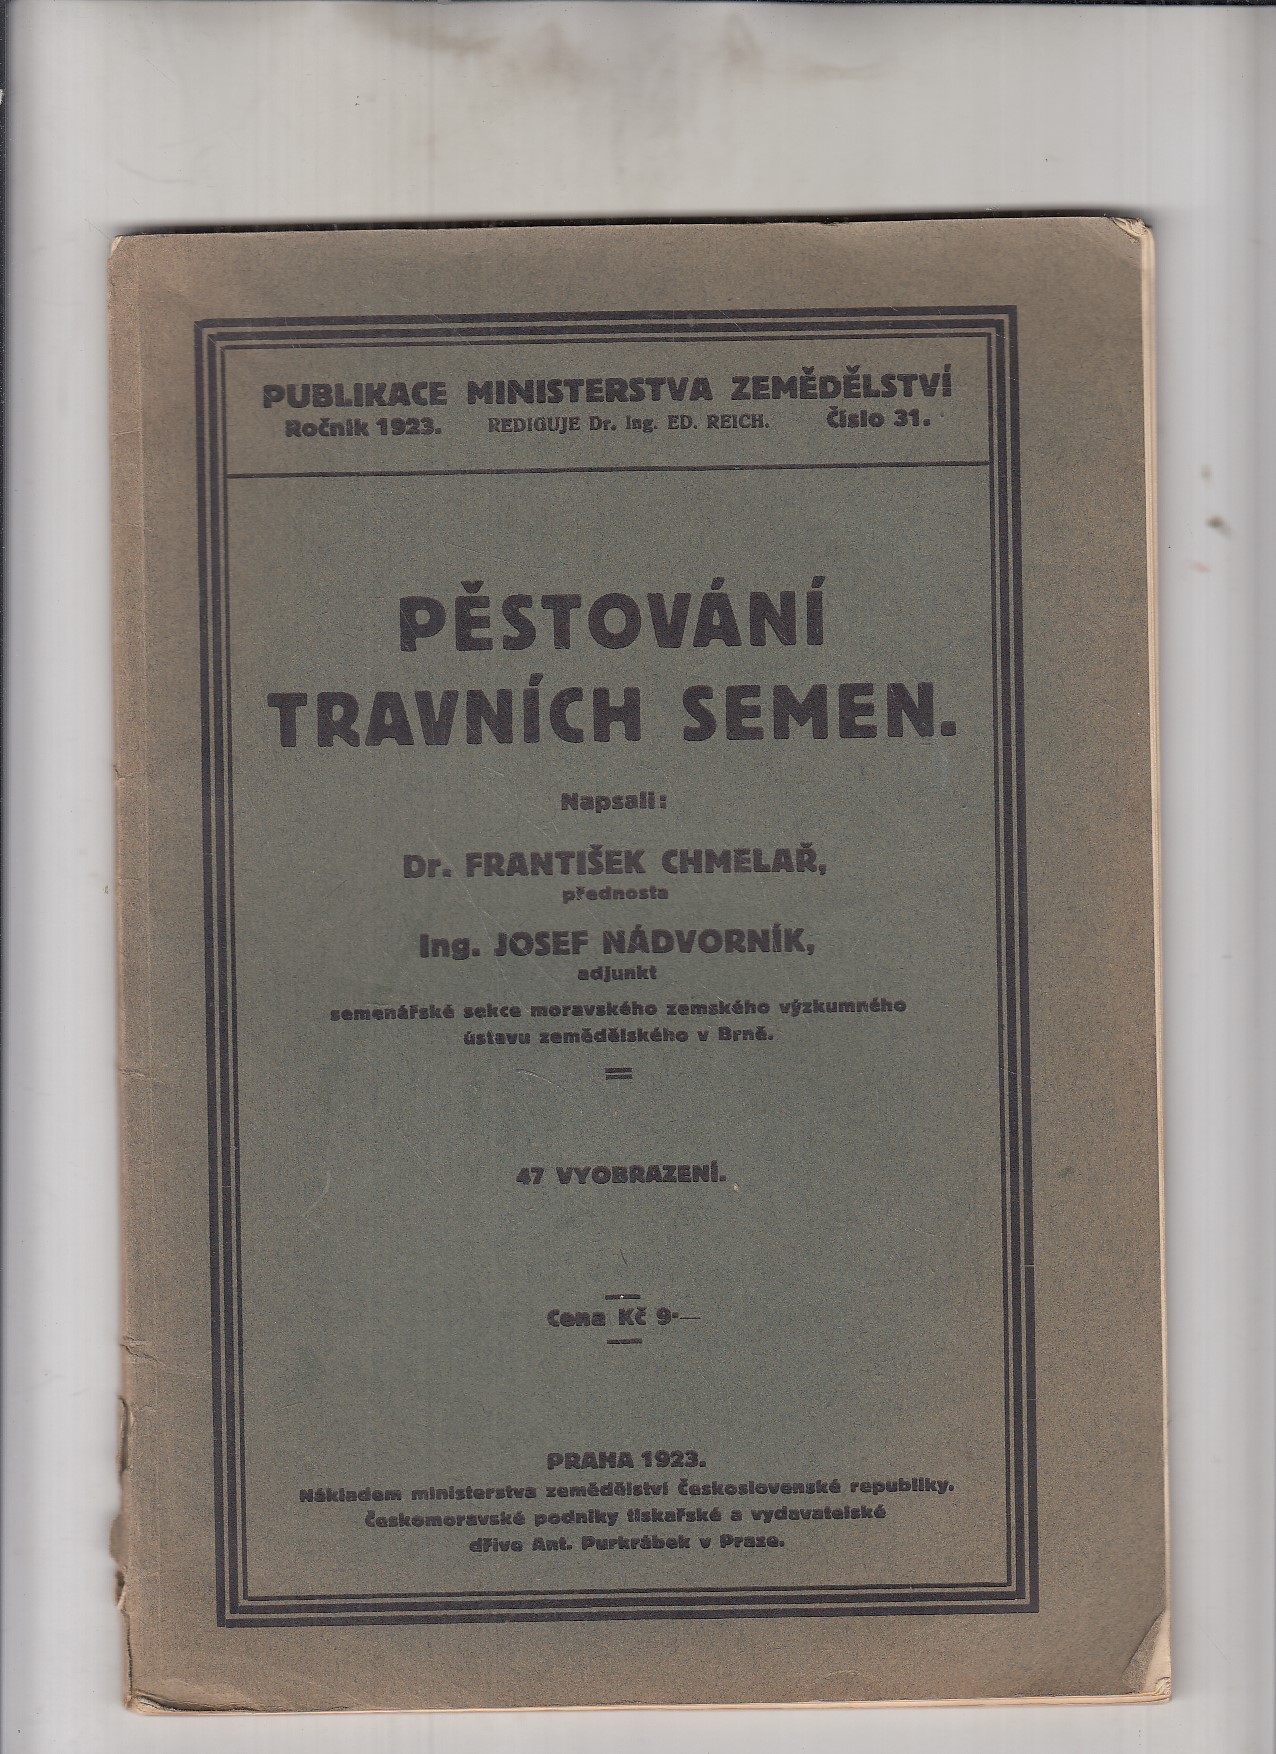 PUBLIKACE MINISTERSTVA ZEMĚDĚLSTVÍ
Ročník 1923. REDIGUJE Dr. Ing. ED. REICH. Číslo 31.
PĚSTOVÁNÍ
TRAVNÍCH SEMEN.
Napsali:
Dr. FRANTIŠEK CHMELAŘ,
přednosta
Ing. JOSEF NÁDVORNÍK,
adjunkt
semenářské sekce moravského zemského výzkumného
ústavu zemědělského v Brně.
47 VYOBRAZENÍ.
Cena Kč 9·—
PRAHA 1923.
Nákladem ministerstva zemědělství Československé republiky.
Českomoravské podniky tiskařské a vydavatelské
dříve Ant. Purkrábek v Praze.